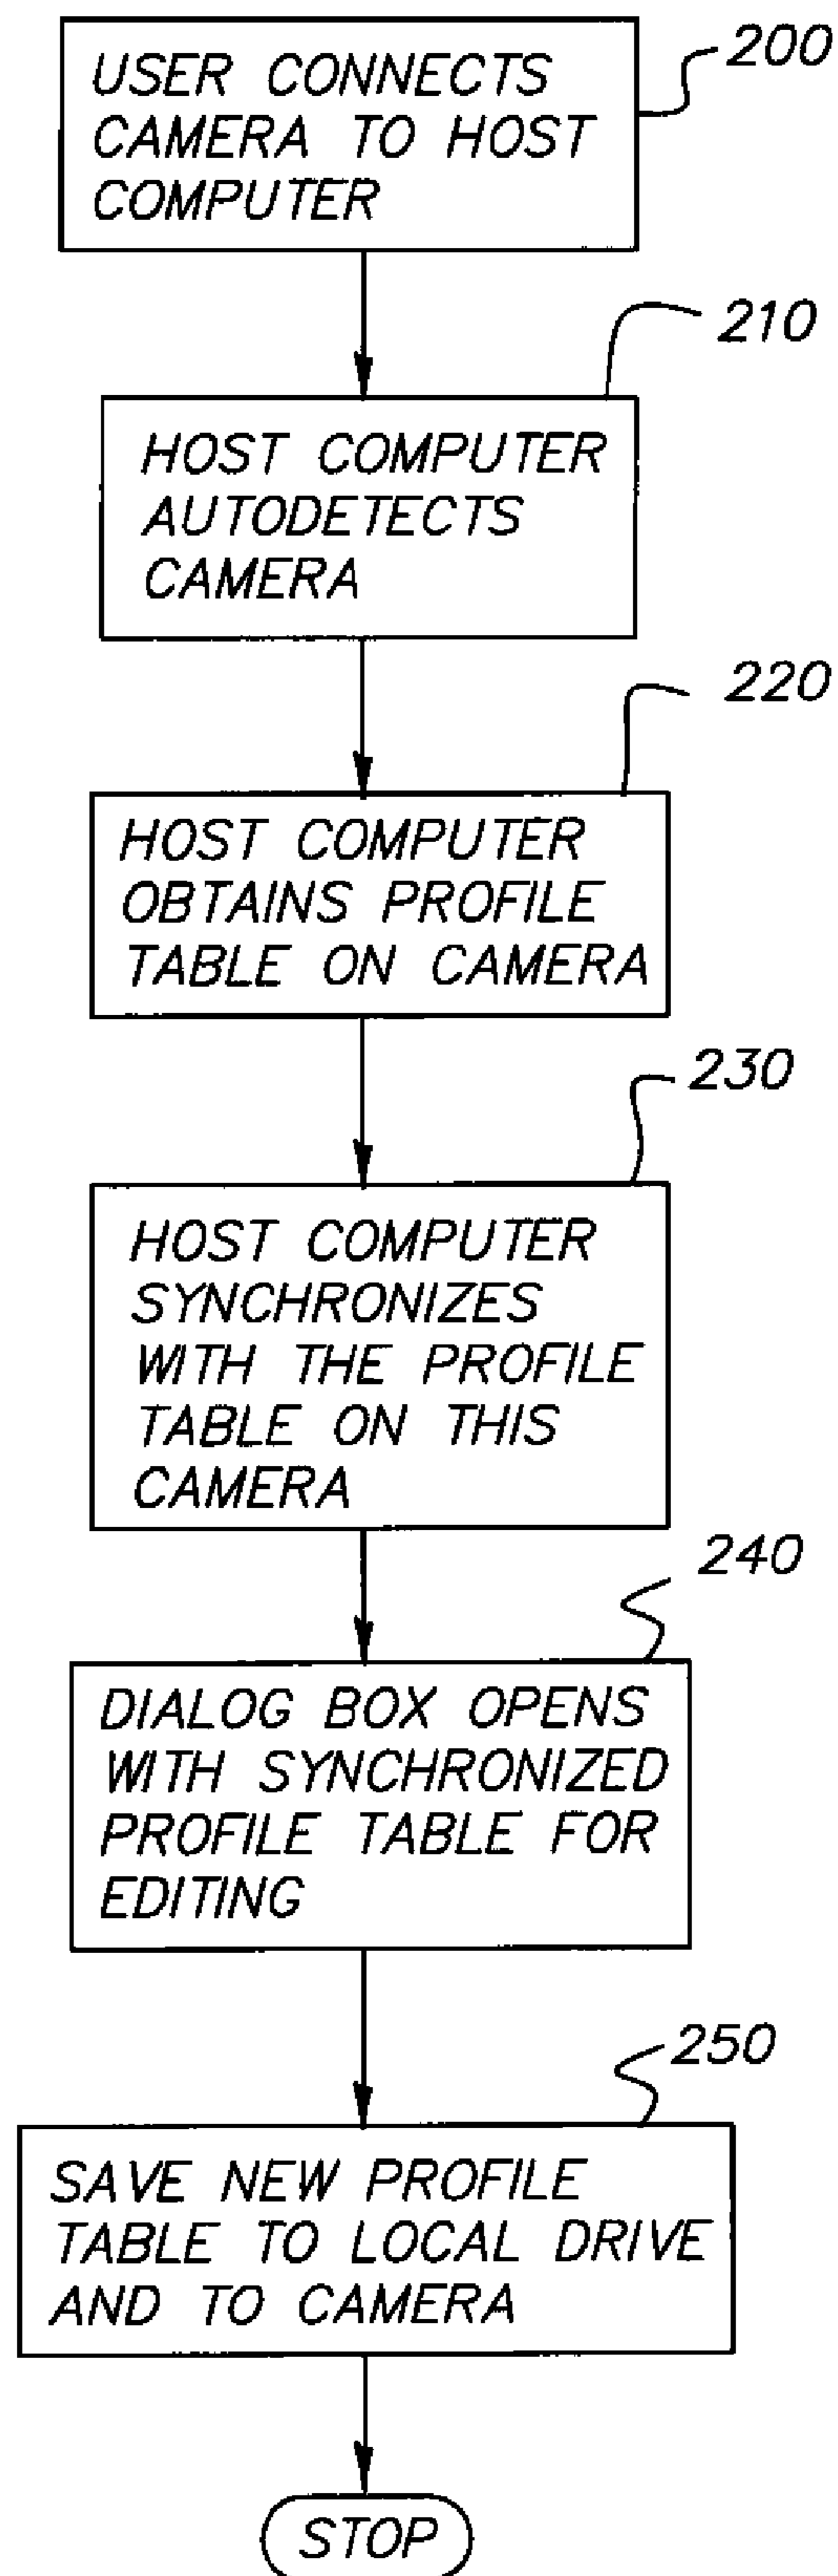 200
USER CONNECTS
CAMERA TO HOST
COMPUTER
210
HOST COMPUTER
AUTODETECTS
CAMERA
220
HOST COMPUTER
OBTAINS PROFILE
TABLE ON CAMERA
230
HOST COMPUTER
SYNCHRONIZES
WITH THE PROFILE
TABLE ON THIS
CAMERA
240
DIALOG BOX OPENS
WITH SYNCHRONIZED
PROFILE TABLE FOR
EDITING
250
SAVE NEW PROFILE
TABLE TO LOCAL DRIVE
AND TO CAMERA
STOP